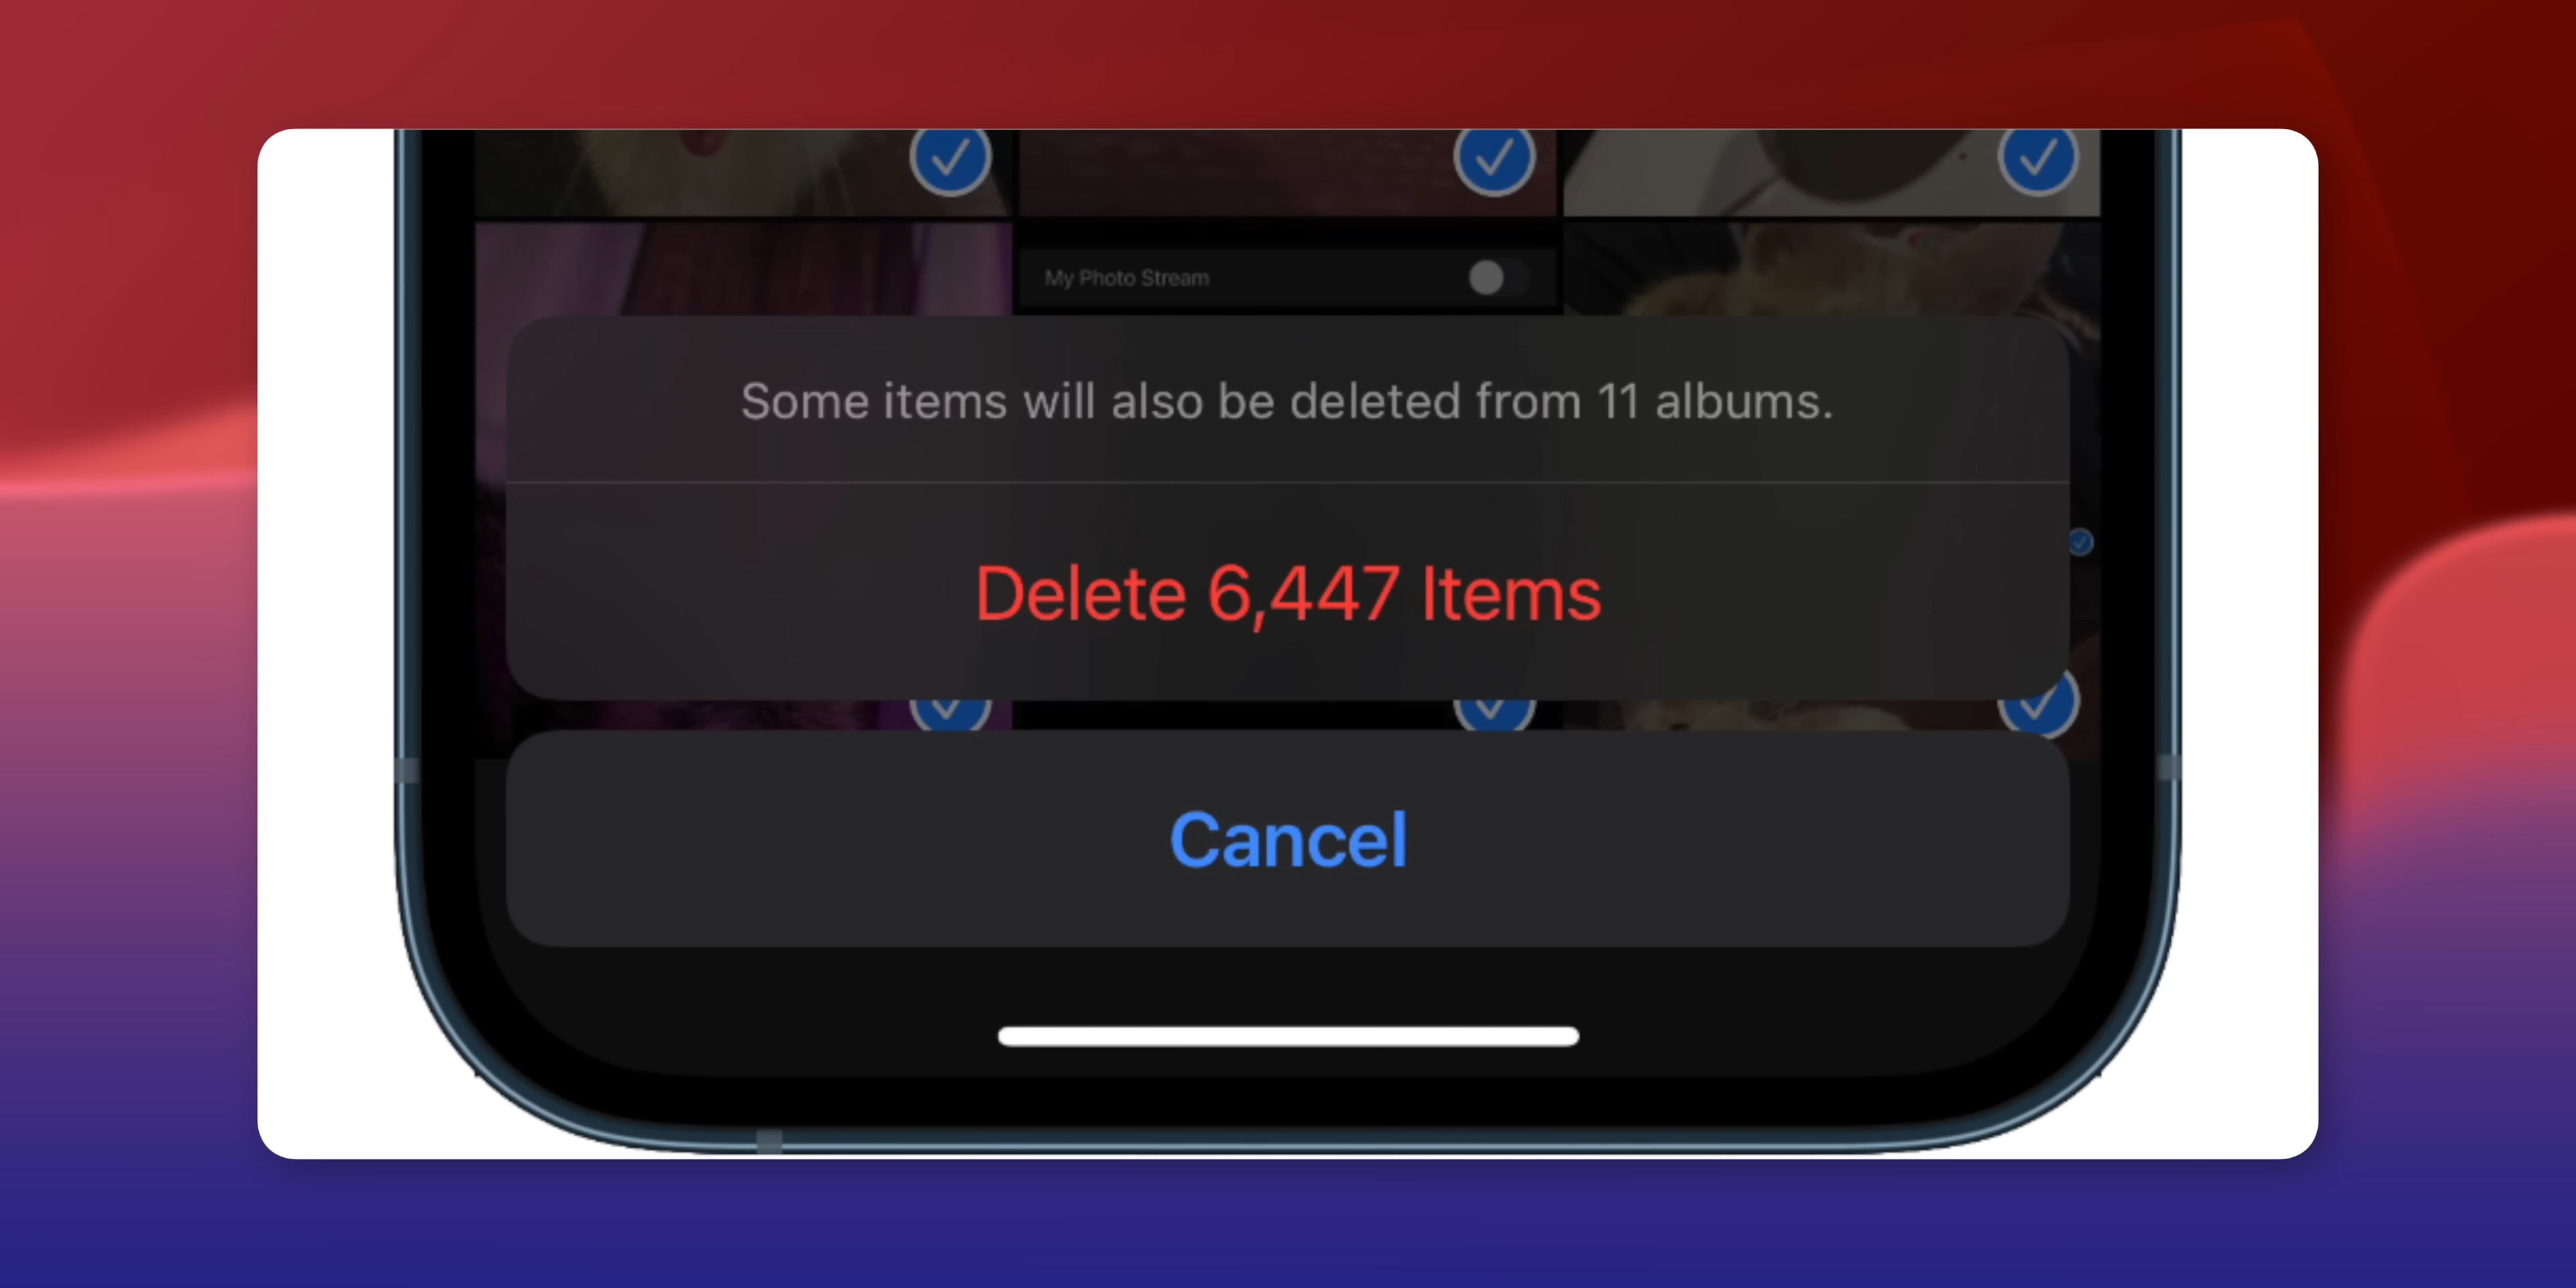 My Photo Stream
Some items will also be deleted from 11 albums.
Delete 6,447 Items
Cancel